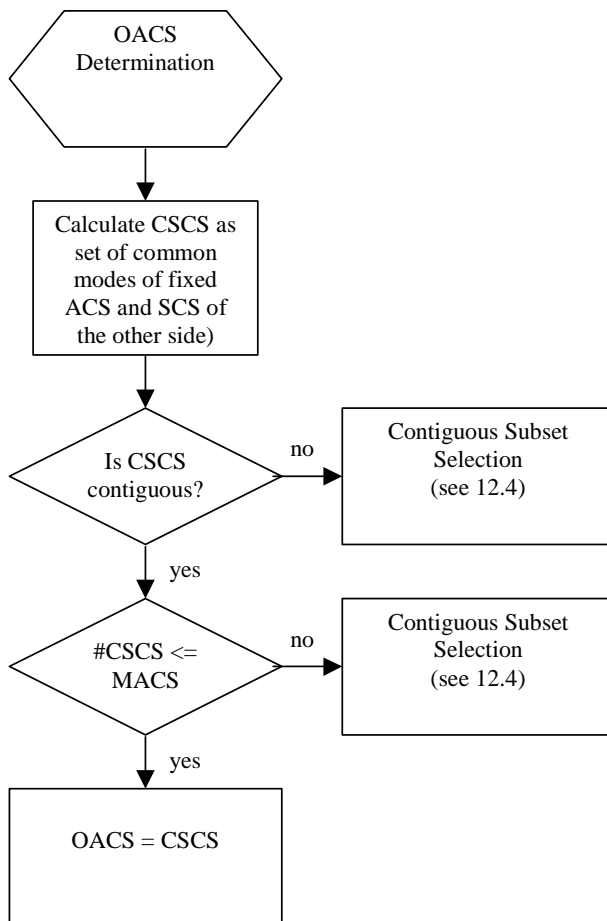 OACS
Determination
Calculate CSCS as
set of common
modes of fixed
ACS and SCS of
the other side)
Is CSCS
contiguous?
no
Contiguous Subset
Selection
(see 12.4)
yes
#CSCS <=
MACS
no
Contiguous Subset
Selection
(see 12.4)
yes
OACS = CSCS